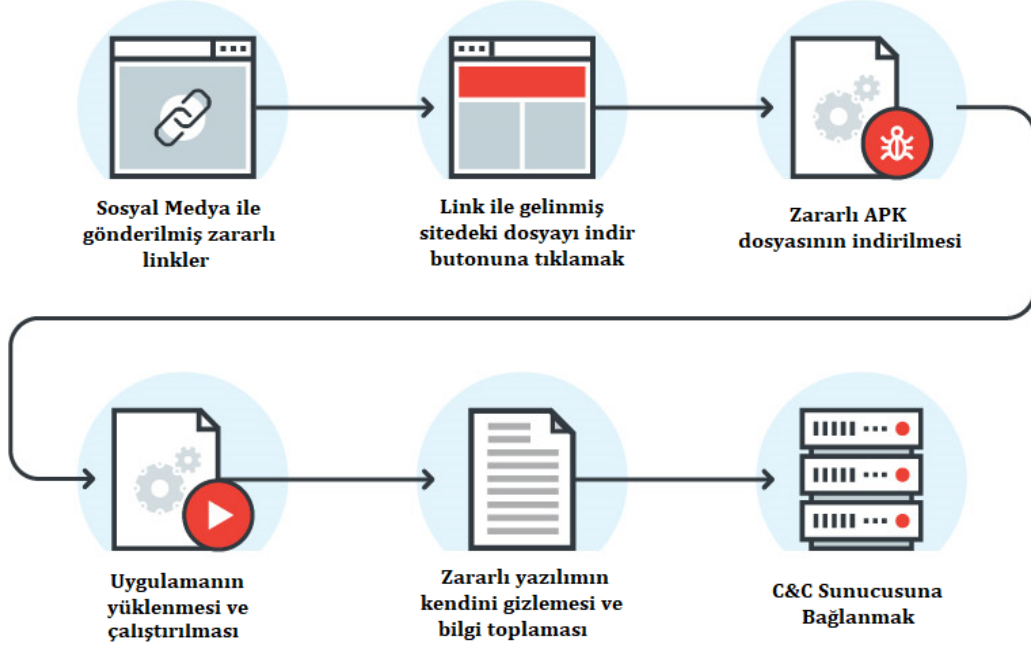 Sosyal Medya ile
gönderilmiş zararlı
linkler
Link ile gelinmiş
sitedeki dosyayı indir
butonuna tıklamak
Zararlı APK
dosyasının indirilmesi
Uygulamanın
yüklenmesi ve
çalıştırılması
Zararlı yazılımın
kendini gizlemesi ve
bilgi toplaması
C&C Sunucusuna
Bağlanmak